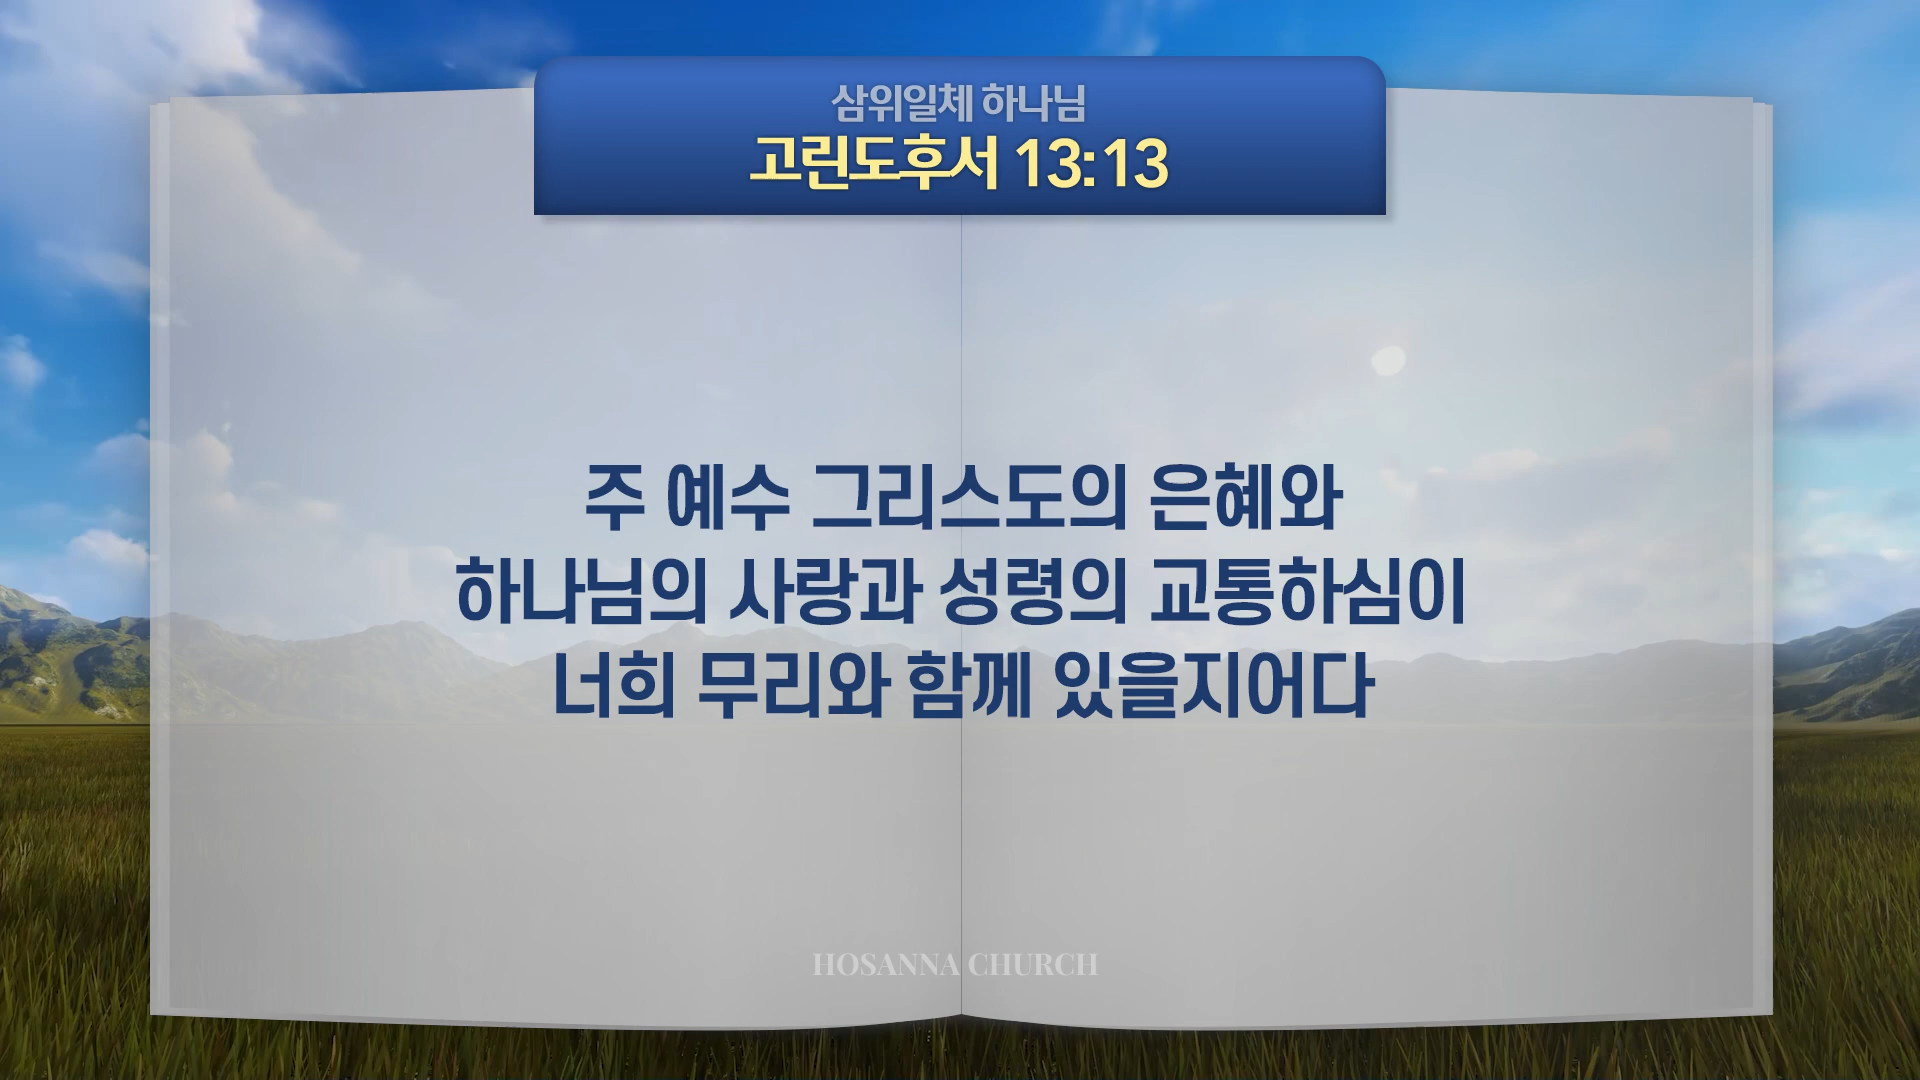 삼위일체 하나님
고린도후서 13:13
주 예수 그리스도의 은혜와
하나님의 사랑과 성령의 교통하심이
너희 무리와 함께 있을지어다
HOSANNA CHURCH